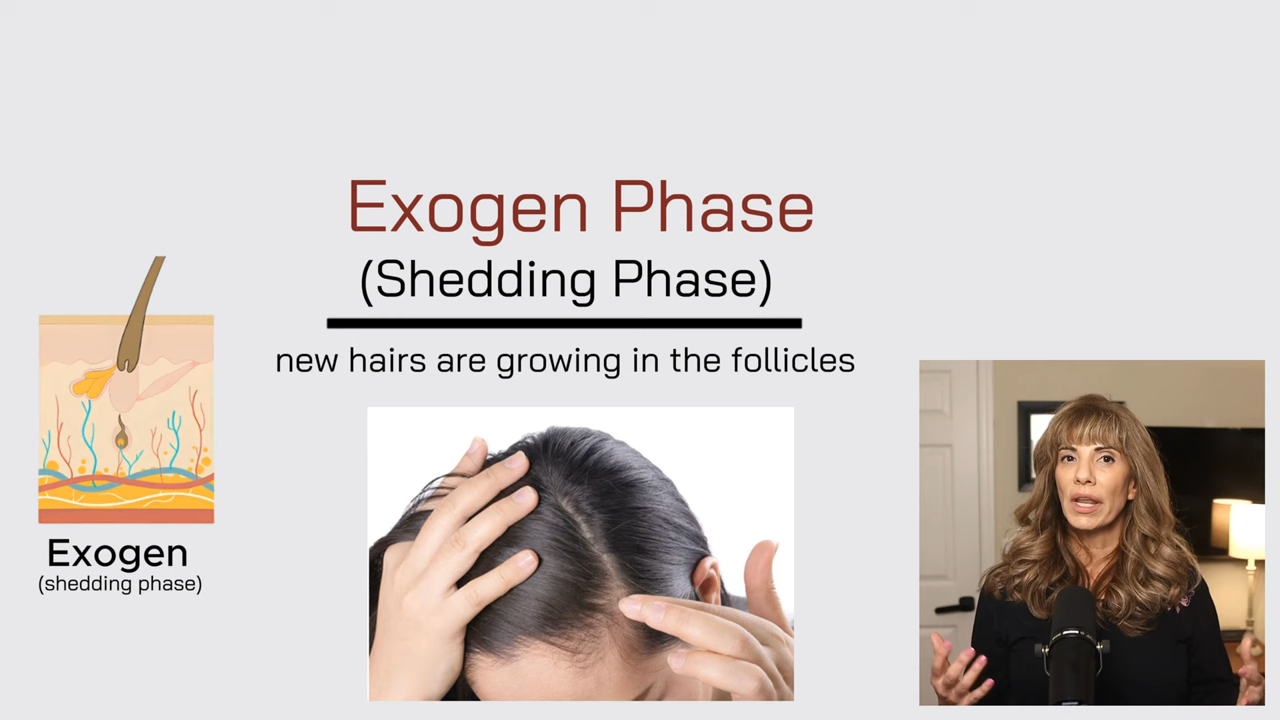 Exogen Phase
(Shedding Phase)
new hairs are growing in the follicles
Exogen
(shedding phase)